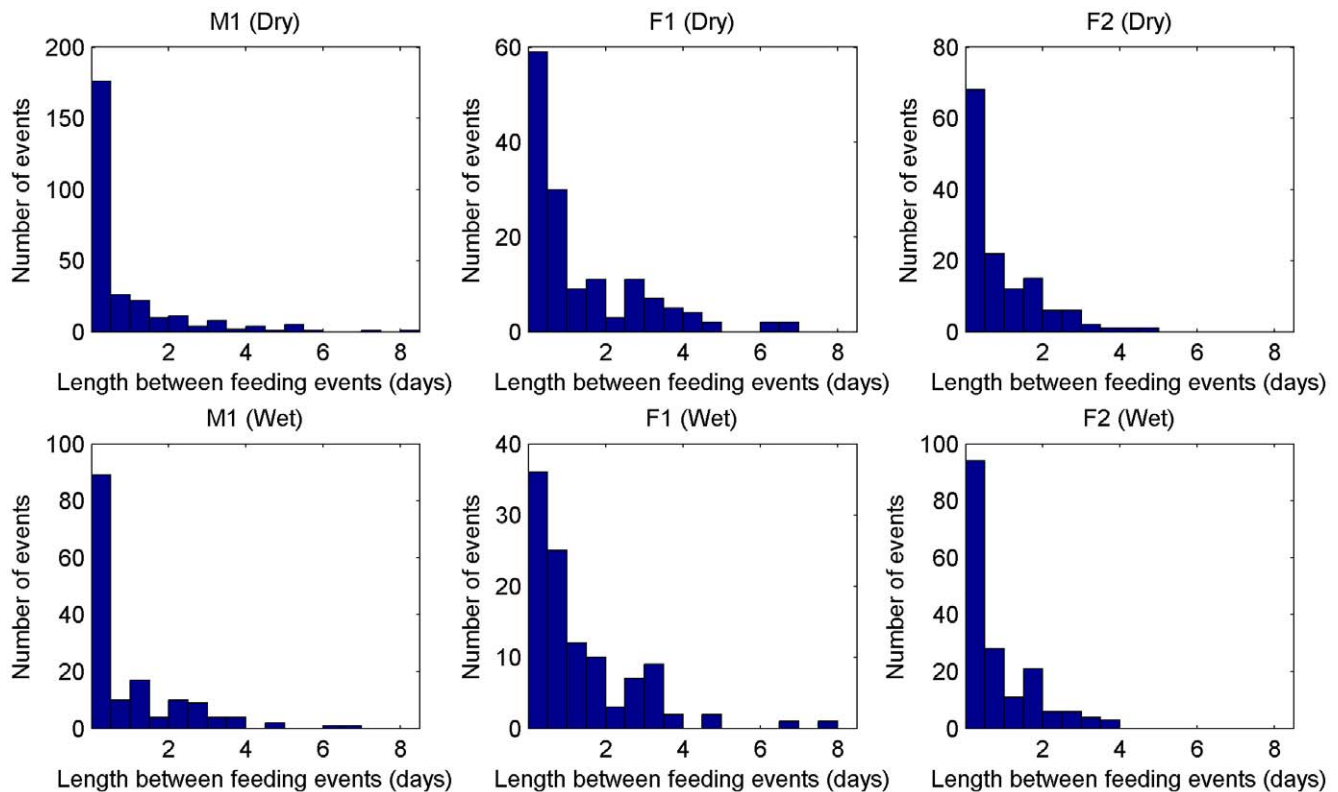 M1 (Dry)
200
150
100
50
0
2 4 6 8
Number of events
Length between feeding events (days)
F1 (Dry)
60
40
20
0
2 4 6 8
Number of events
Length between feeding events (days)
F2 (Dry)
80
60
40
20
0
2 4 6 8
Number of events
Length between feeding events (days)
M1 (Wet)
100
80
60
40
20
0
2 4 6 8
Number of events
Length between feeding events (days)
F1 (Wet)
40
30
20
10
0
2 4 6 8
Number of events
Length between feeding events (days)
F2 (Wet)
100
80
60
40
20
0
2 4 6 8
Number of events
Length between feeding events (days)